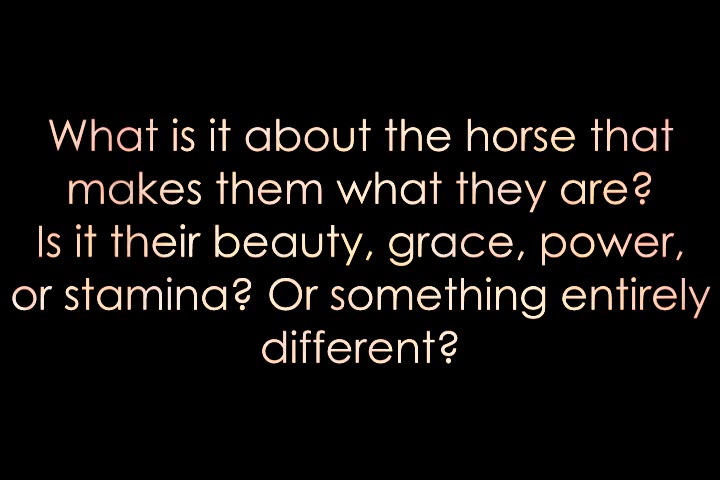 What is it about the horse that
makes them what they are?
Is it their beauty, grace, power,
or stamina? Or something entirely
different?